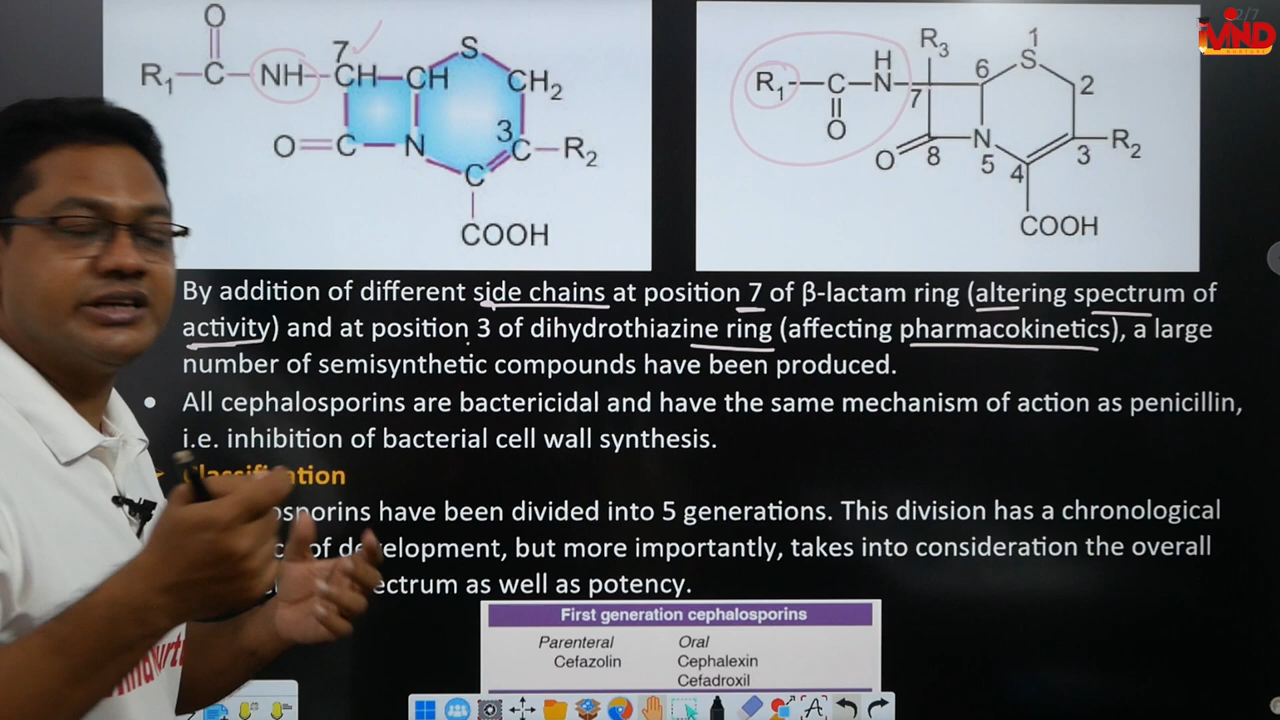 2/7
MIND
O
R1 C NH 7 CH CH S CH2
O C N 3 C R2
C
COOH
R3 1
H 6 S
R1 C N 7 2
O O 8 N 5 4 3 R2
COOH
By addition of different side chains at position 7 of β-lactam ring (altering spectrum of
activity) and at position 3 of dihydrothiazine ring (affecting pharmacokinetics), a large
number of semisynthetic compounds have been produced.
• All cephalosporins are bactericidal and have the same mechanism of action as penicillin,
i.e. inhibition of bacterial cell wall synthesis.
have been divided into 5 generations. This division has a chronological
of development, but more importantly, takes into consideration the overall
as well as potency.
First generation cephalosporins
Parenteral Oral
Cefazolin Cephalexin
Cefadroxil